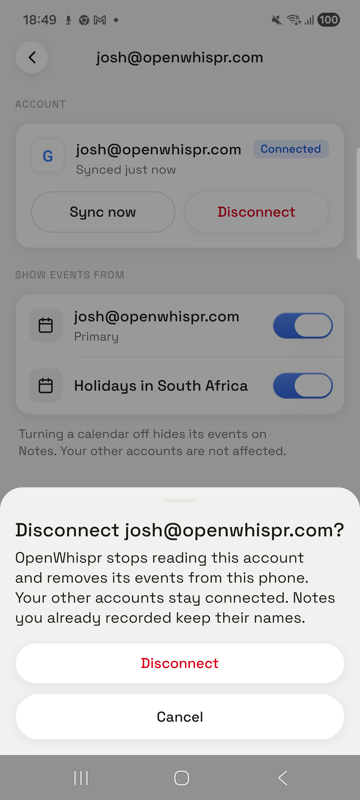 18:49
100
josh@openwhispr.com
ACCOUNT
G
josh@openwhispr.com
Connected
Synced just now
Sync now
Disconnect
SHOW EVENTS FROM
josh@openwhispr.com
Primary
Holidays in South Africa
Turning a calendar off hides its events on
Notes. Your other accounts are not affected.
Disconnect josh@openwhispr.com?
OpenWhispr stops reading this account
and removes its events from this phone.
Your other accounts stay connected. Notes
you already recorded keep their names.
Disconnect
Cancel